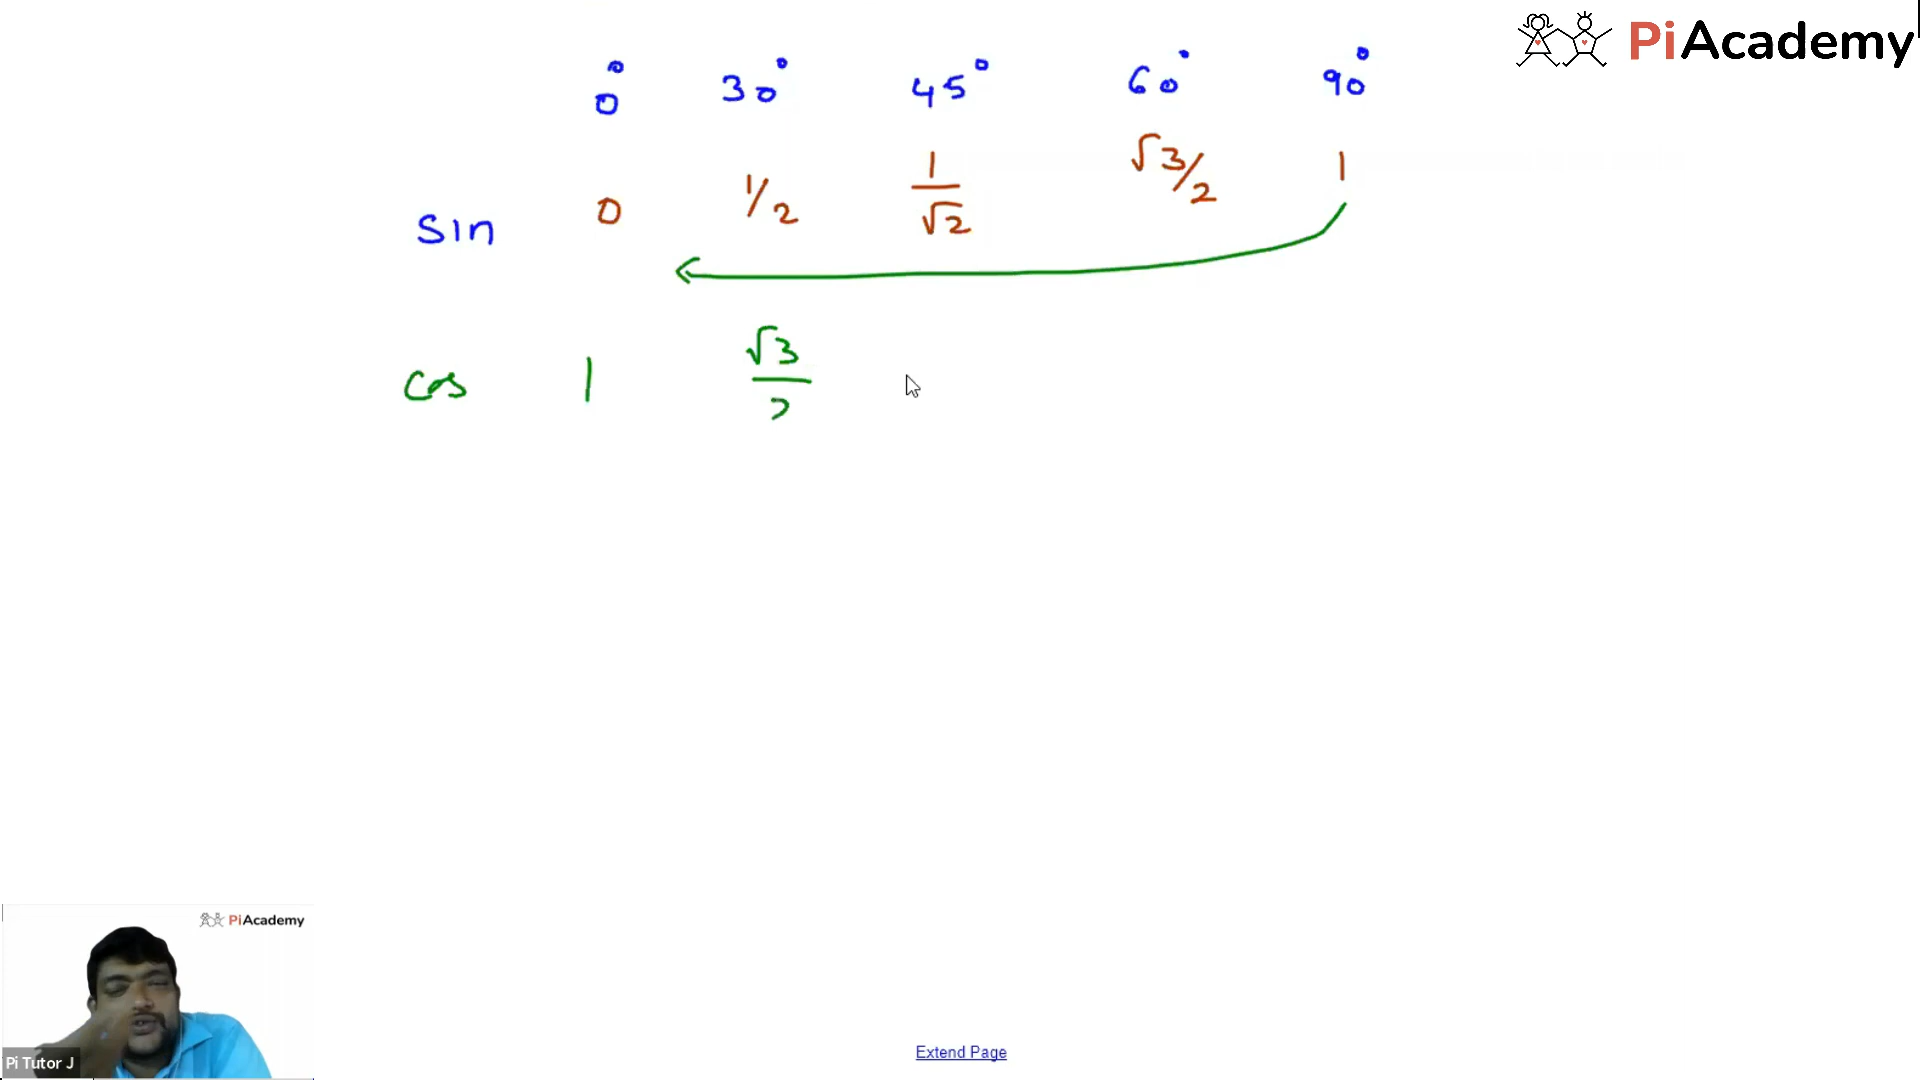 PiAcademy
0° 30° 45° 60° 90°
sin 0 1/2 1/√2 √3/2 1
cos 1 √3/2
PiAcademy
Pi Tutor J
Extend Page